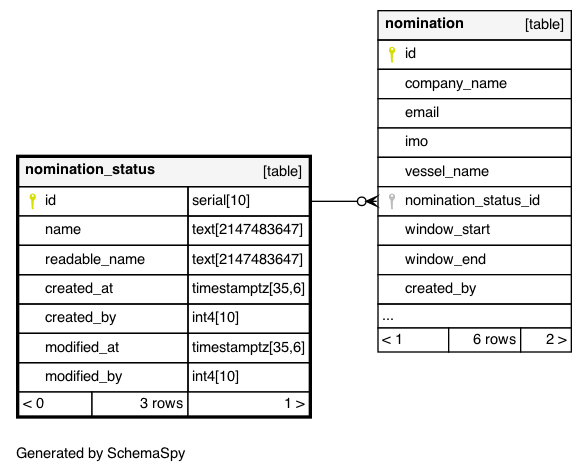 nomination [table]
id
company_name
email
imo
vessel_name
nomination_status_id
window_start
window_end
created_by
...
< 1 6 rows 2 >
nomination_status [table]
id serial[10]
name text[2147483647]
readable_name text[2147483647]
created_at timestamptz[35,6]
created_by int4[10]
modified_at timestamptz[35,6]
modified_by int4[10]
< 0 3 rows 1 >
Generated by SchemaSpy